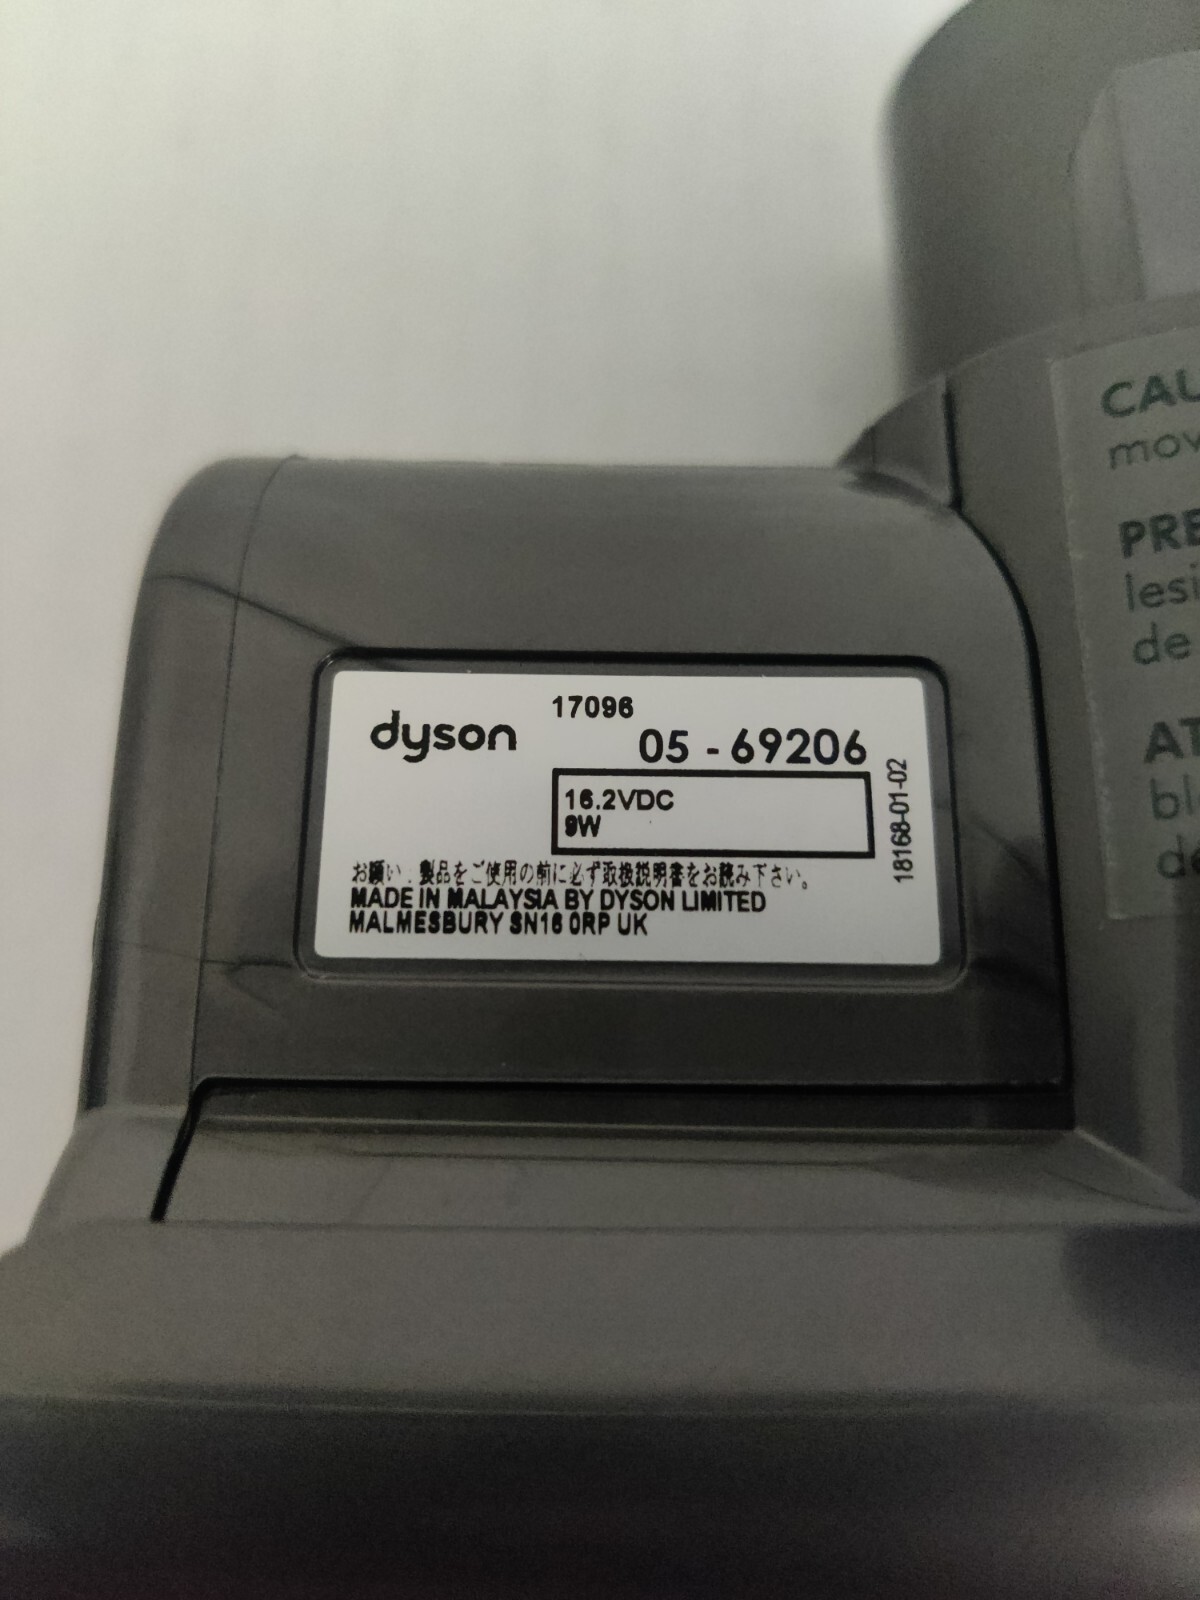 dyson
17096
05 - 69206
16.2VDC
9W
18168-01-02
お願い：製品をご使用の前に必ず取扱説明書をお読み下さい。
MADE IN MALAYSIA BY DYSON LIMITED
MALMESBURY SN16 0RP UK
CAU
mov
PRE
lesi
de
AT
bl
de